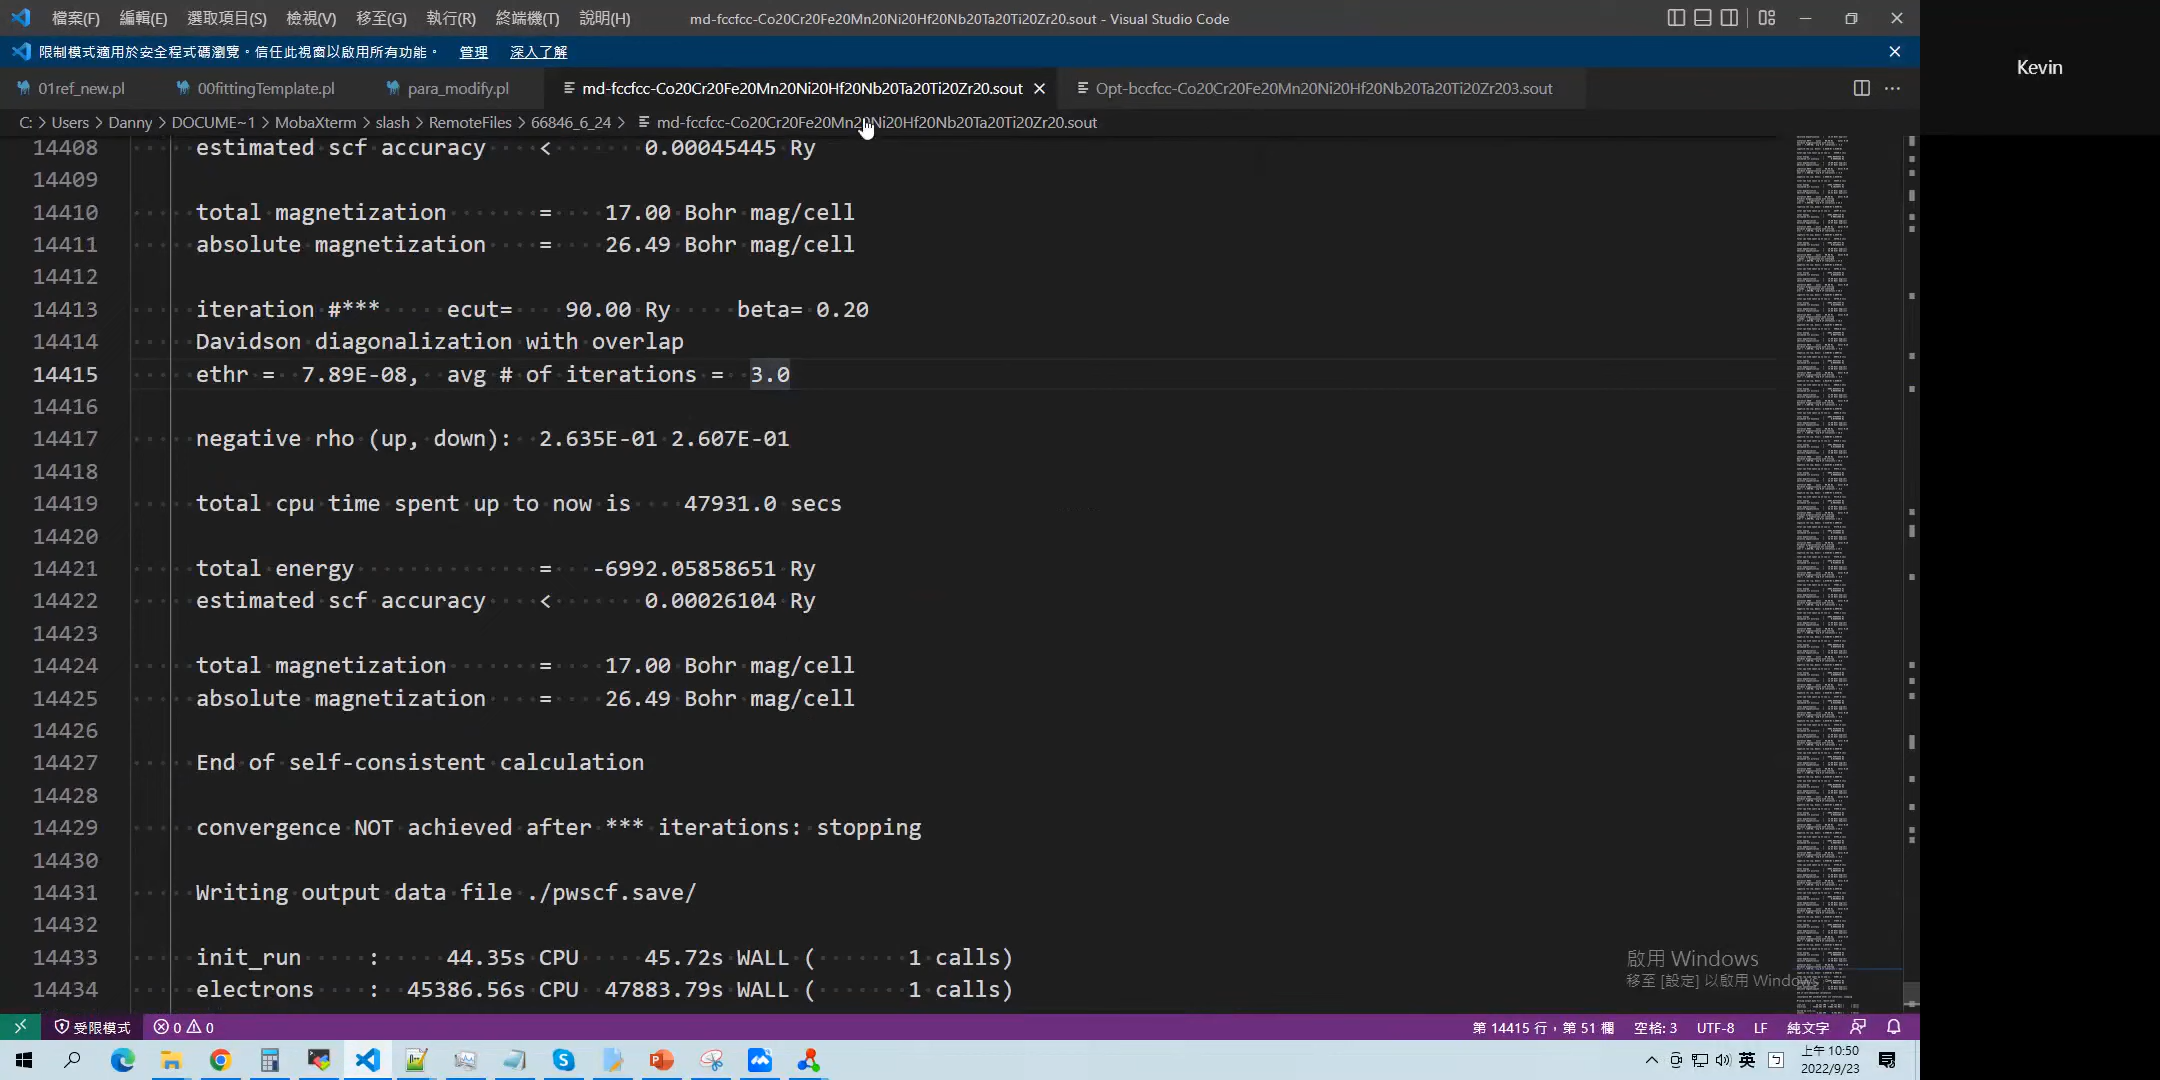 檔案(F) 編輯(E) 選取項目(S) 檢視(V) 移至(G) 執行(R) 終端機(T) 說明(H) md-fccfcc-Co20Cr20Fe20Mn20Ni20Hf20Nb20Ta20Ti20Zr20.sout - Visual Studio Code
限制模式適用於安全程式碼瀏覽。信任此視窗以啟用所有功能。 管理 深入了解
01ref_new.pl 00fittingTemplate.pl para_modify.pl md-fccfcc-Co20Cr20Fe20Mn20Ni20Hf20Nb20Ta20Ti20Zr20.sout Opt-bccfcc-Co20Cr20Fe20Mn20Ni20Hf20Nb20Ta20Ti20Zr203.sout
C: > Users > Danny > DOCUME~1 > MobaXterm > slash > RemoteFiles > 66846_6_24 > md-fccfcc-Co20Cr20Fe20Mn20Ni20Hf20Nb20Ta20Ti20Zr20.sout
14408 estimated scf accuracy < 0.00045445 Ry
14409
14410 total magnetization = 17.00 Bohr mag/cell
14411 absolute magnetization = 26.49 Bohr mag/cell
14412
14413 iteration #*** ecut= 90.00 Ry beta= 0.20
14414 Davidson diagonalization with overlap
14415 ethr = 7.89E-08, avg # of iterations = 3.0
14416
14417 negative rho (up, down): 2.635E-01 2.607E-01
14418
14419 total cpu time spent up to now is 47931.0 secs
14420
14421 total energy = -6992.05858651 Ry
14422 estimated scf accuracy < 0.00026104 Ry
14423
14424 total magnetization = 17.00 Bohr mag/cell
14425 absolute magnetization = 26.49 Bohr mag/cell
14426
14427 End of self-consistent calculation
14428
14429 convergence NOT achieved after *** iterations: stopping
14430
14431 Writing output data file ./pwscf.save/
14432
14433 init_run : 44.35s CPU 45.72s WALL ( 1 calls)
14434 electrons : 45386.56s CPU 47883.79s WALL ( 1 calls)
啟用 Windows
移至 [設定] 以啟用 Windows。
受限模式 0 0 第 14415 行，第 51 欄 空格: 3 UTF-8 LF 純文字
英 上午 10:50
2022/9/23
Kevin